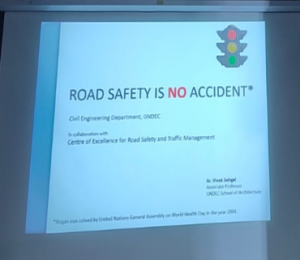 ROAD SAFETY IS NO ACCIDENT*
Civil Engineering Department, GNDEC
In collaboration with
Centre of Excellence for Road Safety and Traffic Management
Ar. Vivek Sehgal
Associate Professor
GNDEC School of Architecture
*Slogan also coined by United Nations General Assembly on World Health Day in the year 2004.